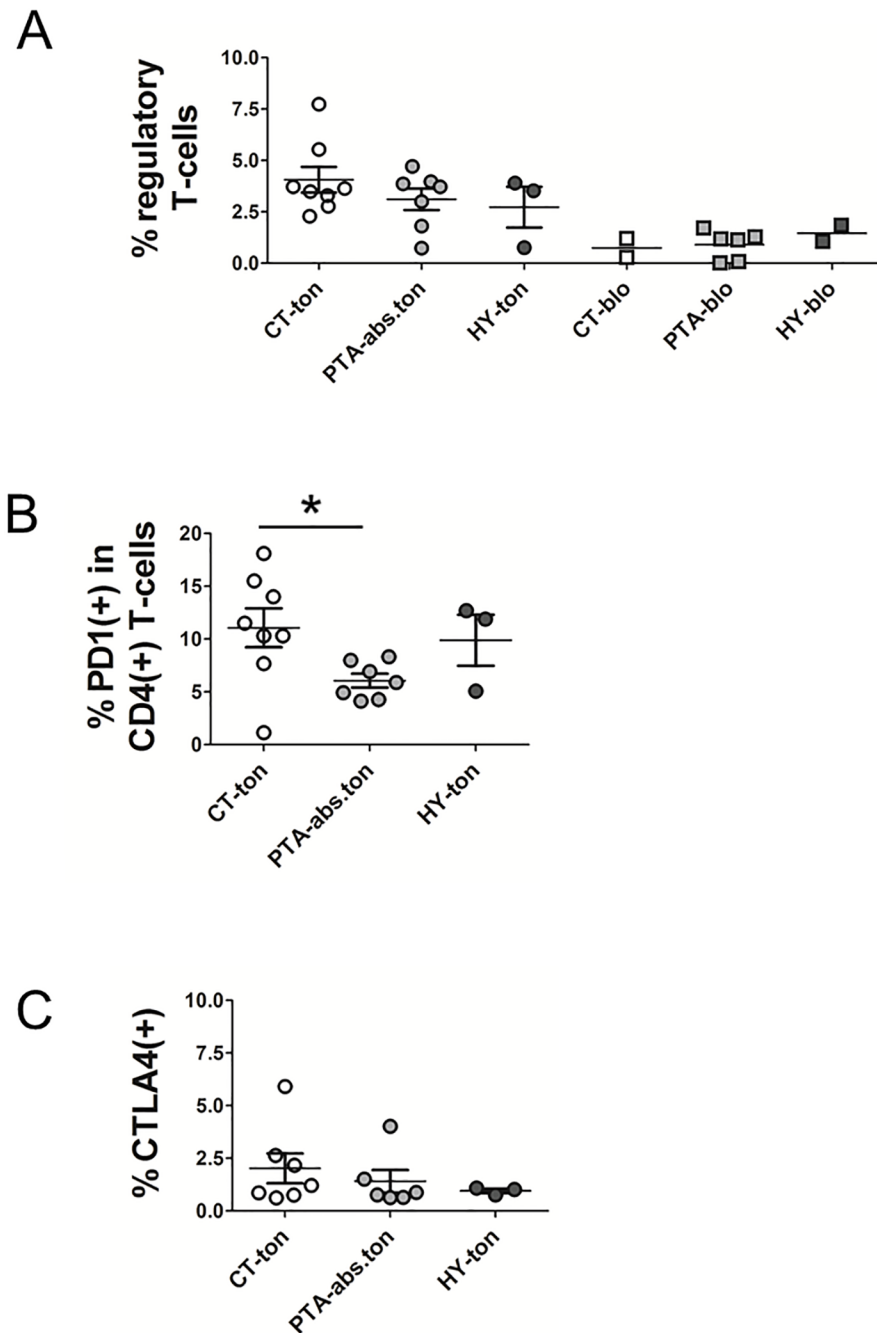 A
% regulatory
T-cells
10.0
7.5
5.0
2.5
0.0
CT-ton
PTA-abs.ton
HY-ton
CT-blo
PTA-blo
HY-blo
B
% PD1(+) in
CD4(+) T-cells
20
15
10
5
0
*
CT-ton
PTA-abs.ton
HY-ton
C
% CTLA4(+)
10.0
7.5
5.0
2.5
0.0
CT-ton
PTA-abs.ton
HY-ton